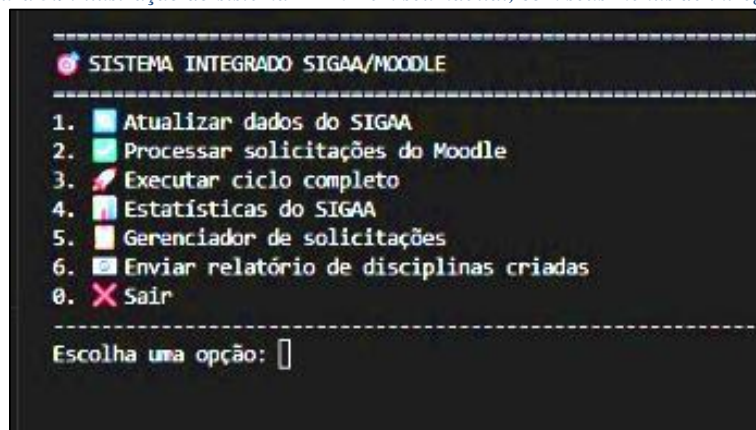 🎯 SISTEMA INTEGRADO SIGAA/MOODLE
1. Atualizar dados do SIGAA
2. ✅ Processar solicitações do Moodle
3. 🚀 Executar ciclo completo
4. 📊 Estatísticas do SIGAA
5. 📋 Gerenciador de solicitações
6. 📧 Enviar relatório de disciplinas criadas
0. ❌ Sair
Escolha uma opção: